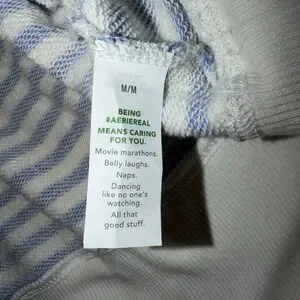 M/M
BEING
#AERIEREAL
MEANS CARING
FOR YOU.
Movie marathons.
Belly laughs.
Naps.
Dancing
like no one's
watching.
All that
good stuff.